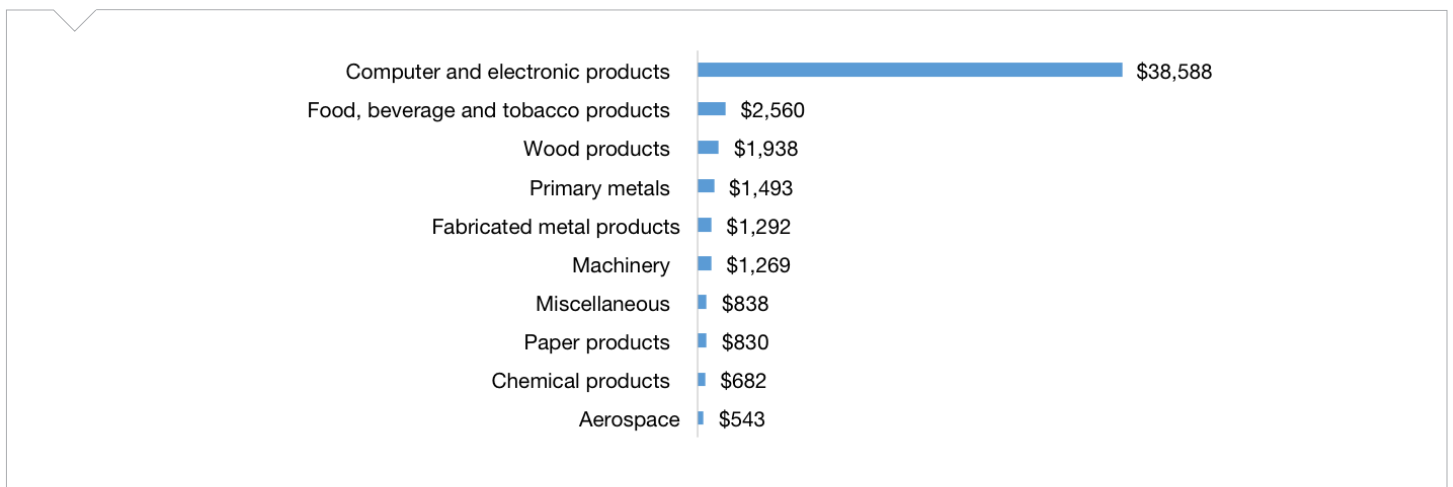 Computer and electronic products $38,588
Food, beverage and tobacco products $2,560
Wood products $1,938
Primary metals $1,493
Fabricated metal products $1,292
Machinery $1,269
Miscellaneous $838
Paper products $830
Chemical products $682
Aerospace $543